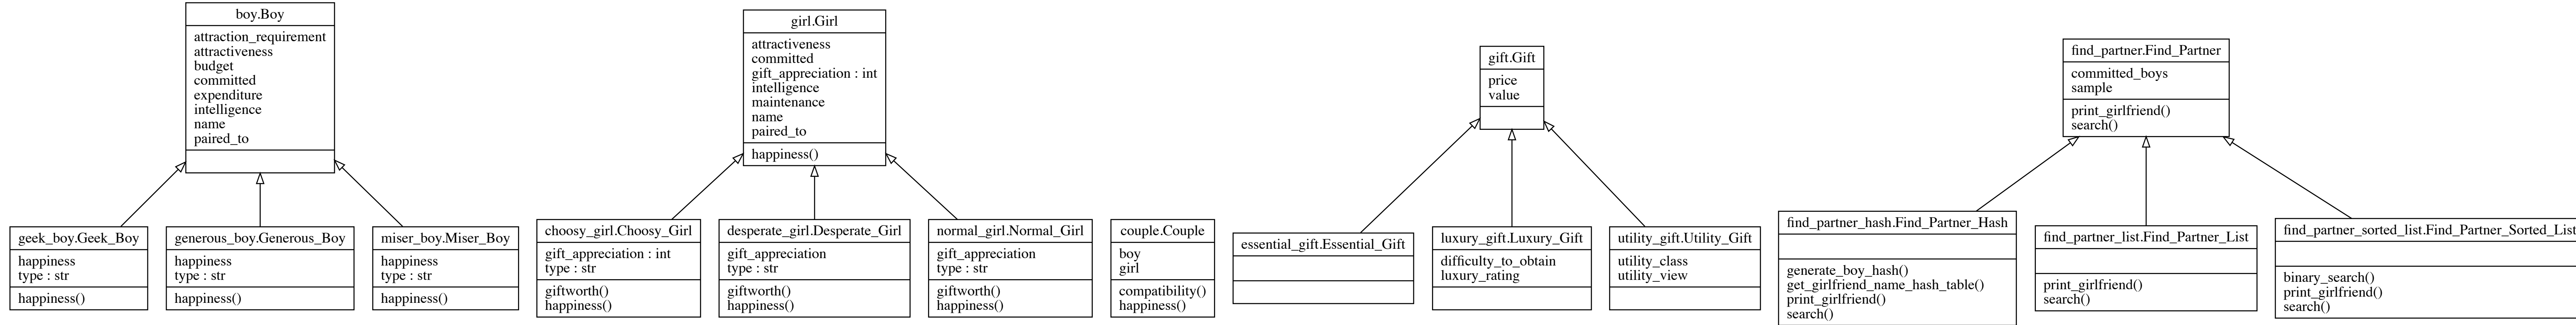 boy.Boy
attraction_requirement
attractiveness
budget
committed
expenditure
intelligence
name
paired_to
girl.Girl
attractiveness
committed
gift_appreciation : int
intelligence
maintenance
name
paired_to
happiness()
gift.Gift
price
value
find_partner.Find_Partner
committed_boys
sample
print_girlfriend()
search()
geek_boy.Geek_Boy
happiness
type : str
happiness()
generous_boy.Generous_Boy
happiness
type : str
happiness()
miser_boy.Miser_Boy
happiness
type : str
happiness()
choosy_girl.Choosy_Girl
gift_appreciation : int
type : str
giftworth()
happiness()
desperate_girl.Desperate_Girl
gift_appreciation
type : str
giftworth()
happiness()
normal_girl.Normal_Girl
gift_appreciation
type : str
giftworth()
happiness()
couple.Couple
boy
girl
compatibility()
happiness()
essential_gift.Essential_Gift
luxury_gift.Luxury_Gift
difficulty_to_obtain
luxury_rating
utility_gift.Utility_Gift
utility_class
utility_view
find_partner_hash.Find_Partner_Hash
generate_boy_hash()
get_girlfriend_name_hash_table()
print_girlfriend()
search()
find_partner_list.Find_Partner_List
print_girlfriend()
search()
find_partner_sorted_list.Find_Partner_Sorted_List
binary_search()
print_girlfriend()
search()